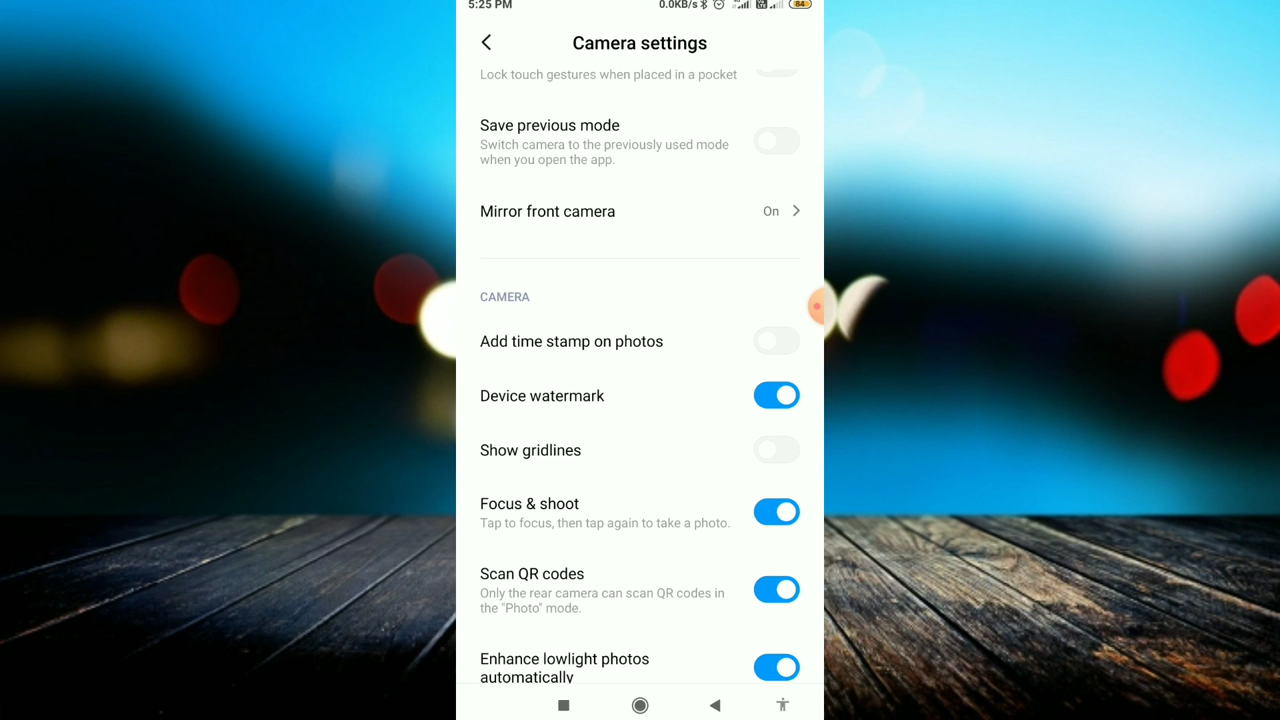 5:25 PM
0.0KB/s
84
Camera settings
Lock touch gestures when placed in a pocket
Save previous mode
Switch camera to the previously used mode
when you open the app.
Mirror front camera
On
CAMERA
Add time stamp on photos
Device watermark
Show gridlines
Focus & shoot
Tap to focus, then tap again to take a photo.
Scan QR codes
Only the rear camera can scan QR codes in
the "Photo" mode.
Enhance lowlight photos
automatically